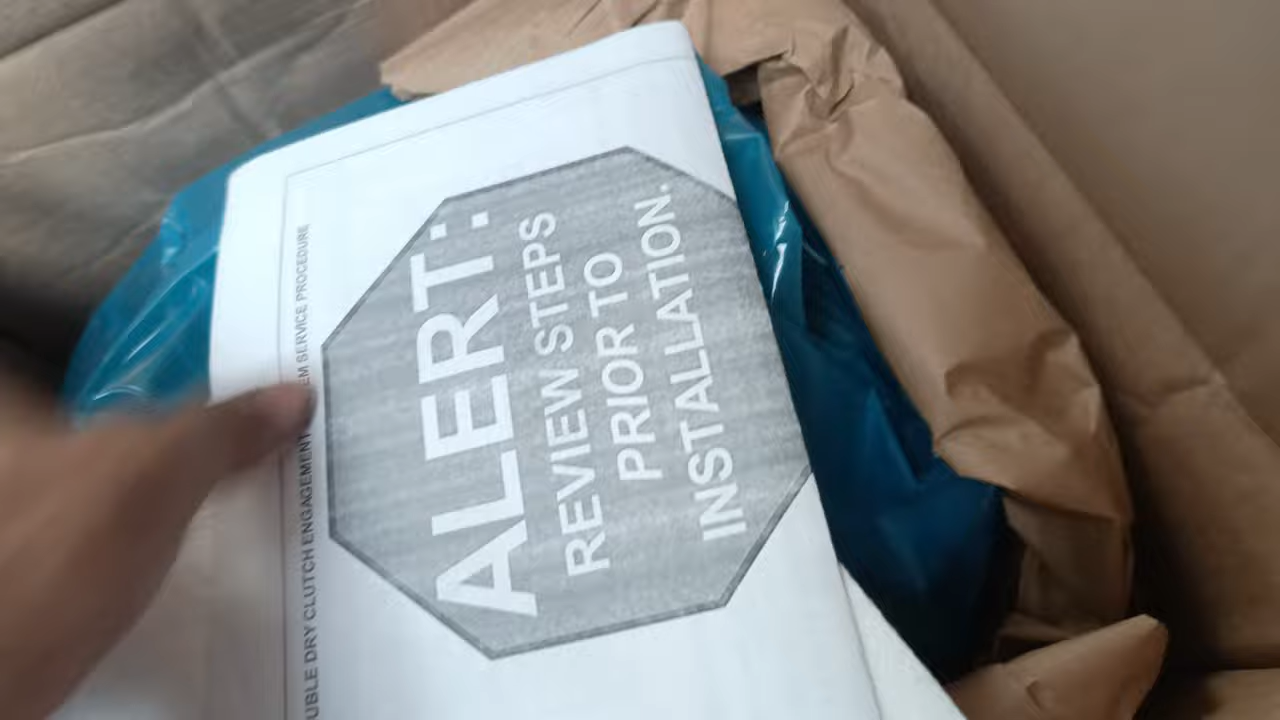 UBLE DRY CLUTCH ENGAGEMENT EM SERVICE PROCEDURE
ALERT:
REVIEW STEPS
PRIOR TO
INSTALLATION.